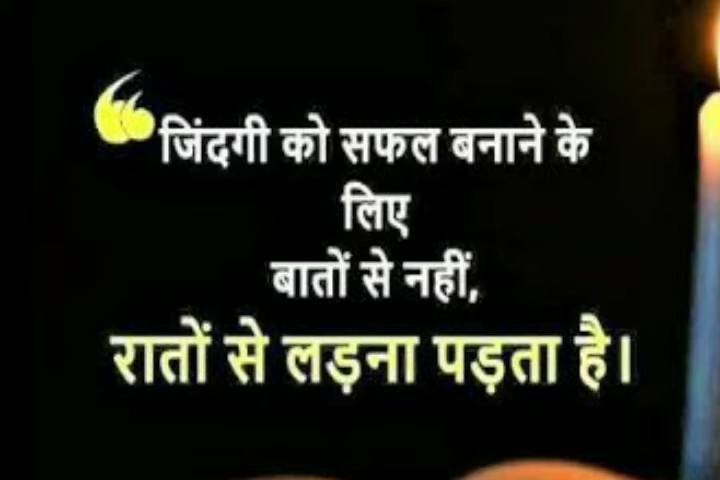 “जिंदगी को सफल बनाने के
लिए
बातों से नहीं,
रातों से लड़ना पड़ता है।